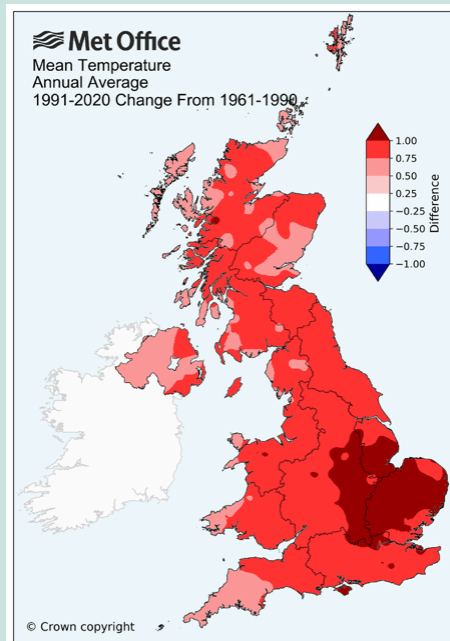 Met Office
Mean Temperature
Annual Average
1991-2020 Change From 1961-1990
1.00
0.75
0.50
0.25
−0.25
−0.50
−0.75
−1.00
Difference
© Crown copyright